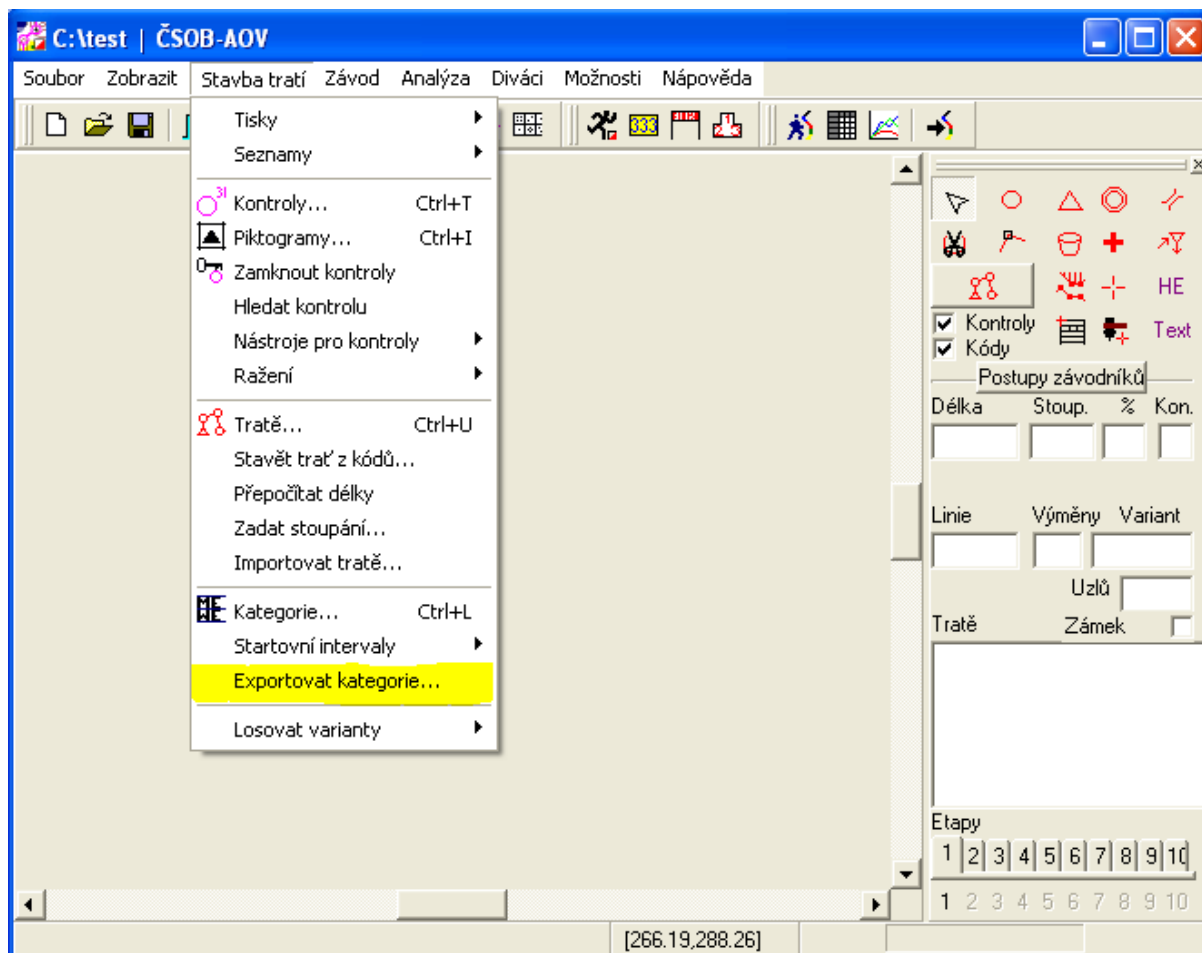 C:\test | ČSOB-AOV
Soubor Zobrazit Stavba tratí Závod Analýza Diváci Možnosti Nápověda
333
Tisky
Seznamy
Kontroly... Ctrl+T
Piktogramy... Ctrl+I
Zamknout kontroly
Hledat kontrolu
Nástroje pro kontroly
Ražení
Tratě... Ctrl+U
Stavět trať z kódů...
Přepočítat délky
Zadat stoupání...
Importovat tratě...
Kategorie... Ctrl+L
Startovní intervaly
Exportovat kategorie...
Losovat varianty
HE
Kontroly
Kódy
Text
Postupy závodníků
Délka Stoup. % Kon.
Linie Výměny Variant
Uzlů
Tratě Zámek
Etapy
1 2 3 4 5 6 7 8 9 10
1 2 3 4 5 6 7 8 9 10
[266.19,288.26]